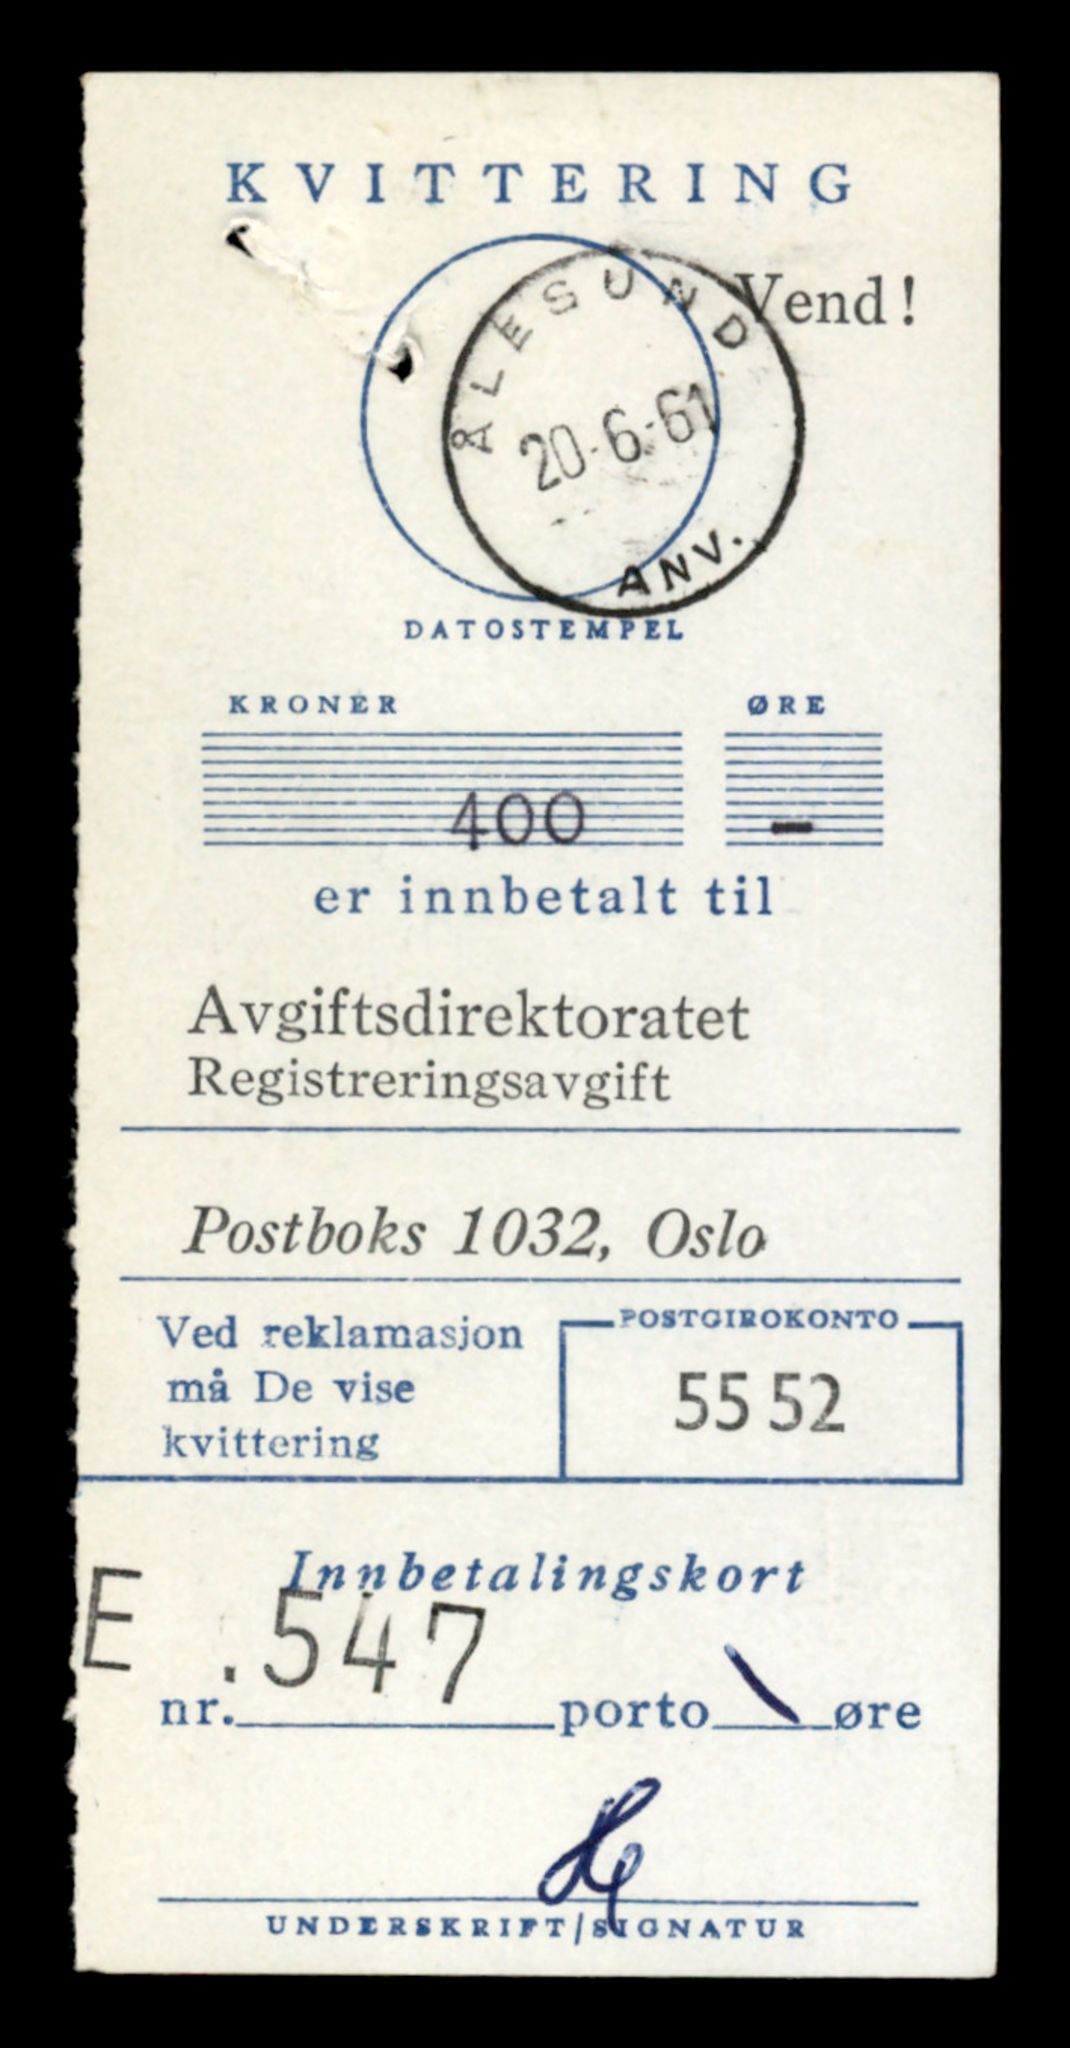 KVITTERING
Vend!
ÅLESUND
20-6-61
ANV.
DATOSTEMPEL
KRONER ØRE
400 -
er innbetalt til
Avgiftsdirektoratet
Registreringsavgift
Postboks 1032, Oslo
Ved reklamasjon
må De vise
kvittering
POSTGIROKONTO
55 52
Innbetalingskort
E .547
nr. porto \ øre
UNDERSKRIFT/SIGNATUR